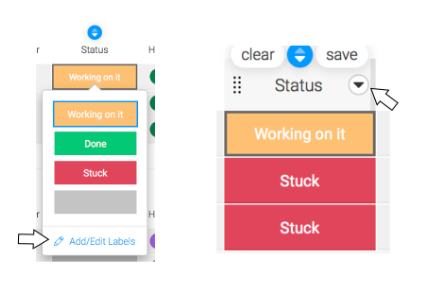 r Status H
Working on it
Working on it
Done
Stuck
r H
Add/Edit Labels
clear save
Status
Working on it
Stuck
Stuck